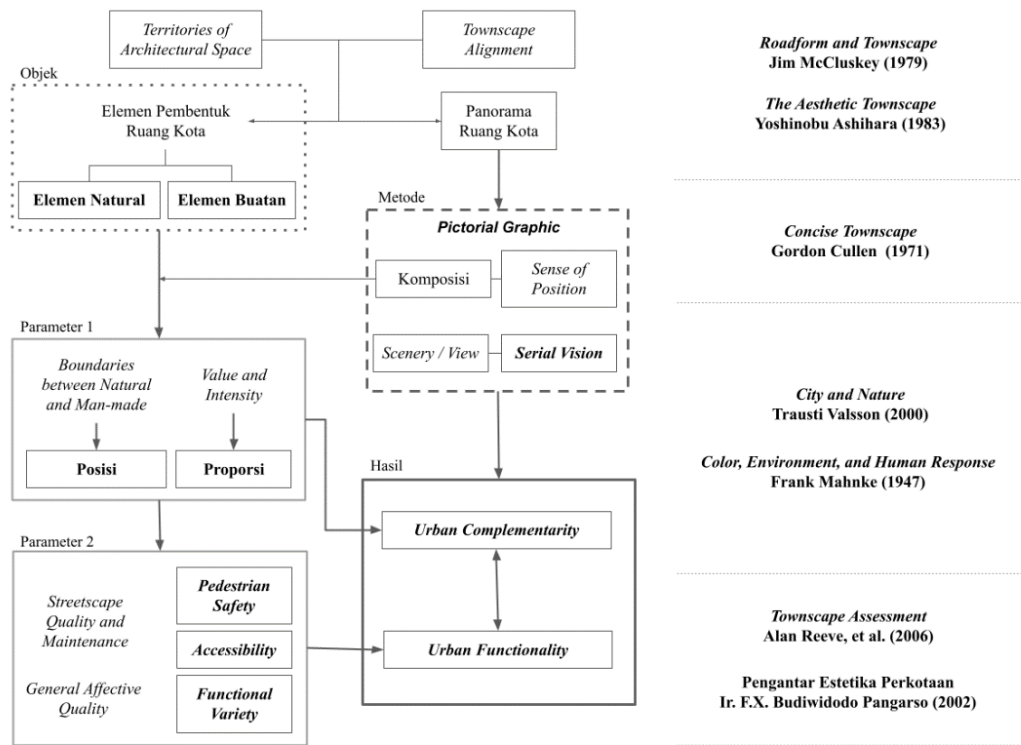 Territories of
Architectural Space
Townscape
Alignment
Objek
Elemen Pembentuk
Ruang Kota
Panorama
Ruang Kota
Elemen Natural
Elemen Buatan
Metode
Pictorial Graphic
Komposisi
Sense of
Position
Scenery / View
Serial Vision
Parameter 1
Boundaries
between Natural
and Man-made
Value and
Intensity
Posisi
Proporsi
Hasil
Urban Complementarity
Urban Functionality
Parameter 2
Streetscape
Quality and
Maintenance
General Affective
Quality
Pedestrian
Safety
Accessibility
Functional
Variety
Roadform and Townscape
Jim McCluskey (1979)
The Aesthetic Townscape
Yoshinobu Ashihara (1983)
Concise Townscape
Gordon Cullen (1971)
City and Nature
Trausti Valsson (2000)
Color, Environment, and Human Response
Frank Mahnke (1947)
Townscape Assessment
Alan Reeve, et al. (2006)
Pengantar Estetika Perkotaan
Ir. F.X. Budiwidodo Pangarso (2002)